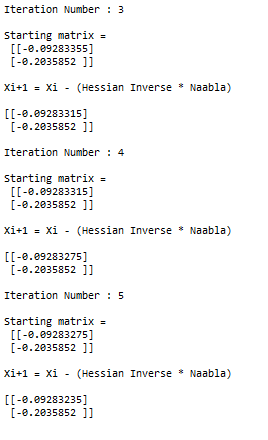 Iteration Number : 3
Starting matrix =
[[-0.09283355]
[-0.2035852 ]]
Xi+1 = Xi - (Hessian Inverse * Naabla)
[[-0.09283315]
[-0.2035852 ]]
Iteration Number : 4
Starting matrix =
[[-0.09283315]
[-0.2035852 ]]
Xi+1 = Xi - (Hessian Inverse * Naabla)
[[-0.09283275]
[-0.2035852 ]]
Iteration Number : 5
Starting matrix =
[[-0.09283275]
[-0.2035852 ]]
Xi+1 = Xi - (Hessian Inverse * Naabla)
[[-0.09283235]
[-0.2035852 ]]